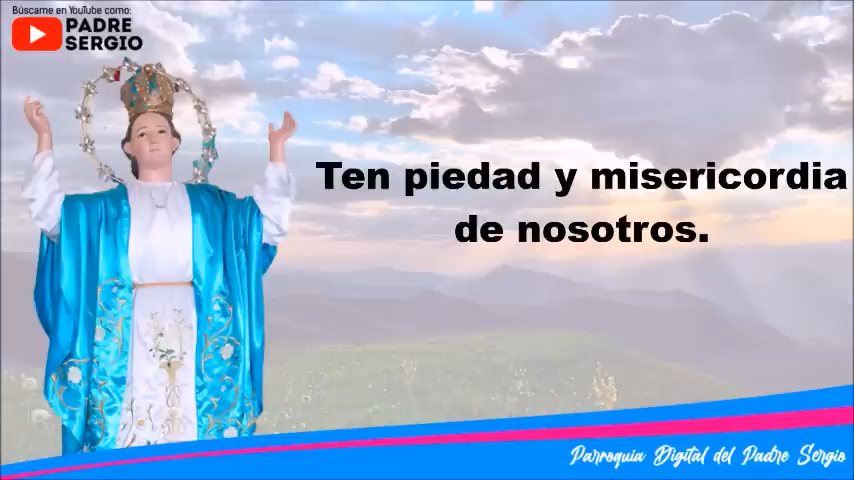 Búscame en YouTube como:
PADRE
SERGIO
Ten piedad y misericordia
de nosotros.
Parroquia Digital del Padre Sergio